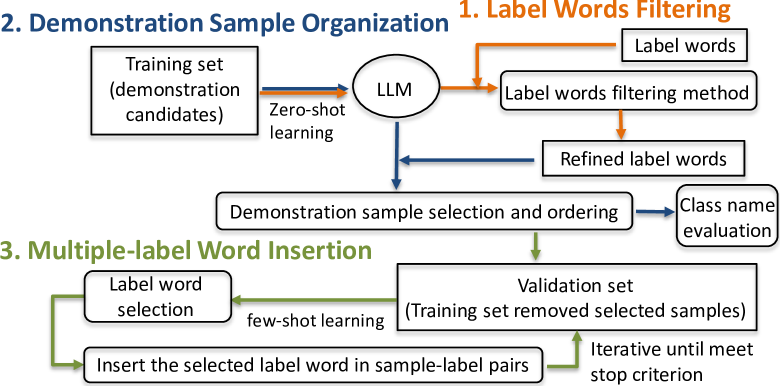 1. Label Words Filtering
2. Demonstration Sample Organization
Label words
Training set
(demonstration
candidates)
Zero-shot
learning
LLM
Label words filtering method
Refined label words
Demonstration sample selection and ordering
Class name
evaluation
3. Multiple-label Word Insertion
Label word
selection
few-shot learning
Validation set
(Training set removed selected samples)
Insert the selected label word in sample-label pairs
Iterative until meet
stop criterion